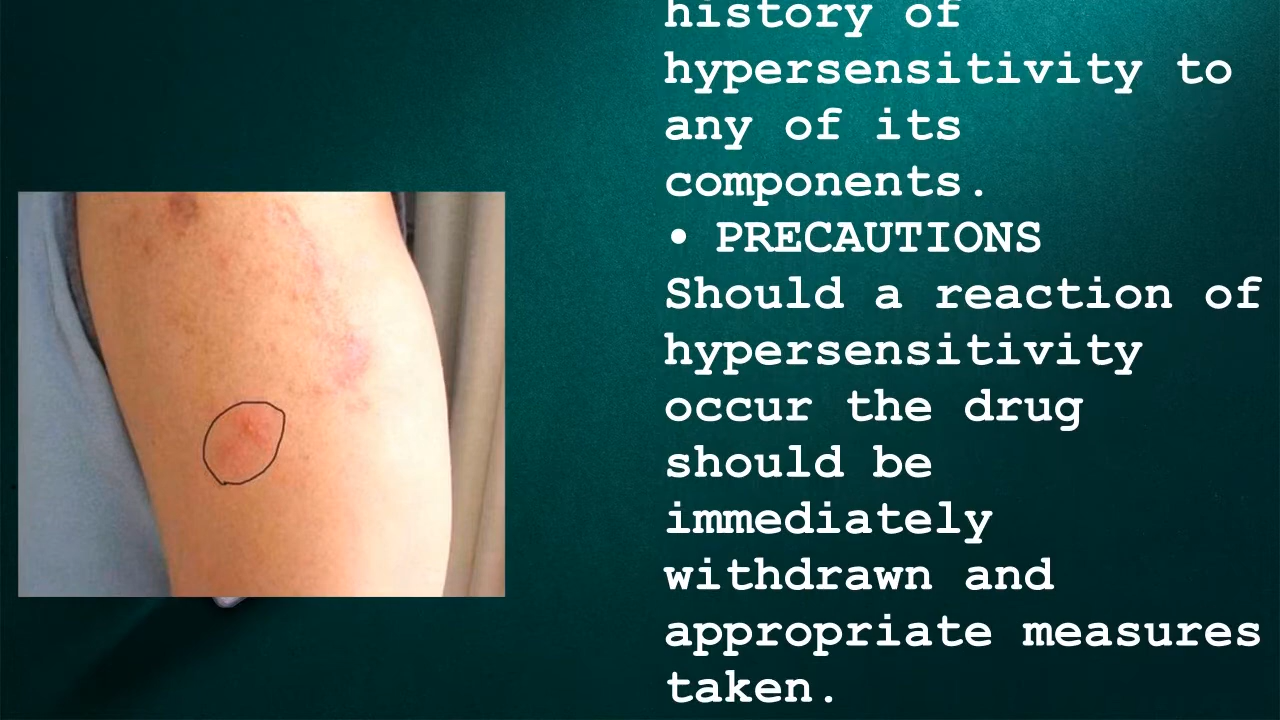 history of
hypersensitivity to
any of its
components.
• PRECAUTIONS
Should a reaction of
hypersensitivity
occur the drug
should be
immediately
withdrawn and
appropriate measures
taken.